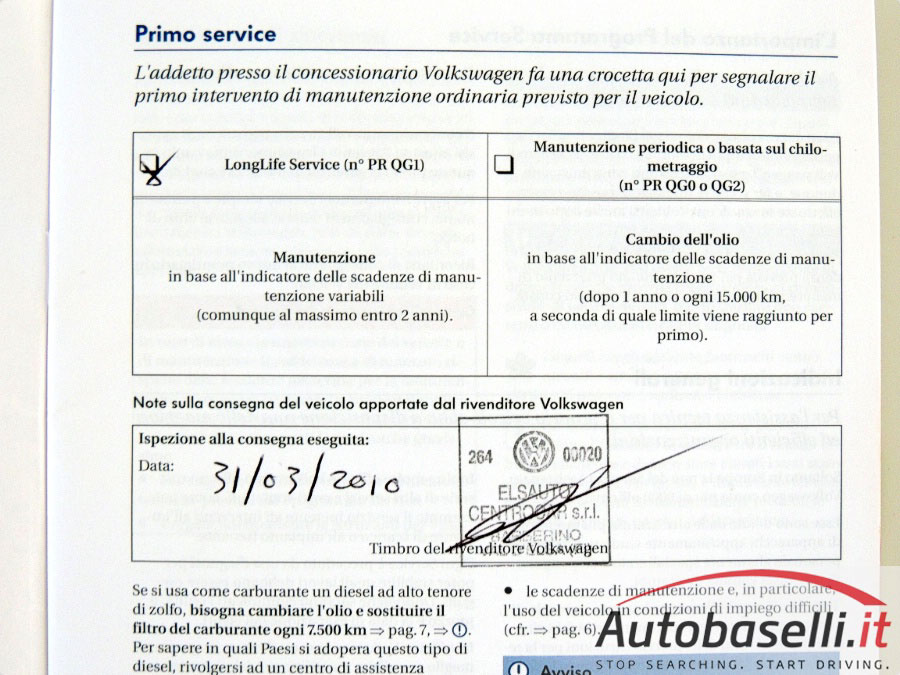 Primo service
L'addetto presso il concessionario Volkswagen fa una crocetta qui per segnalare il
primo intervento di manutenzione ordinaria previsto per il veicolo.
LongLife Service (n° PR QG1)
Manutenzione periodica o basata sul chilo-
metraggio
(n° PR QG0 o QG2)
Manutenzione
in base all'indicatore delle scadenze di manu-
tenzione variabili
(comunque al massimo entro 2 anni).
Cambio dell'olio
in base all'indicatore delle scadenze di manu-
tenzione
(dopo 1 anno o ogni 15.000 km,
a seconda di quale limite viene raggiunto per
primo).
Note sulla consegna del veicolo apportate dal rivenditore Volkswagen
Ispezione alla consegna eseguita:
Data: 31/03/2010
264 00020
ELSAUTO
CENTROCAR s.r.l.
BARBERINO
Timbro del rivenditore Volkswagen
Se si usa come carburante un diesel ad alto tenore
di zolfo, bisogna cambiare l'olio e sostituire il
filtro del carburante ogni 7.500 km ⇒ pag. 7, ⇒ ①.
Per sapere in quali Paesi si adopera questo tipo di
diesel, rivolgersi ad un centro di assistenza
• le scadenze di manutenzione e, in particolare,
l'uso del veicolo in condizioni di impiego difficili
(cfr. ⇒ pag. 6).
Avviso
Autobaselli.it
STOP SEARCHING. START DRIVING.